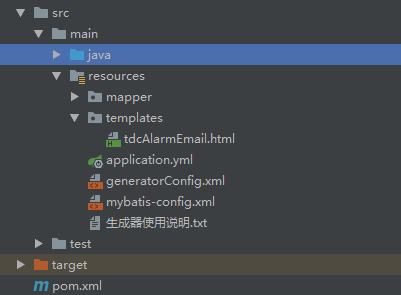 src
main
java
resources
mapper
templates
tdcAlarmEmail.html
application.yml
generatorConfig.xml
mybatis-config.xml
生成器使用说明.txt
test
target
pom.xml